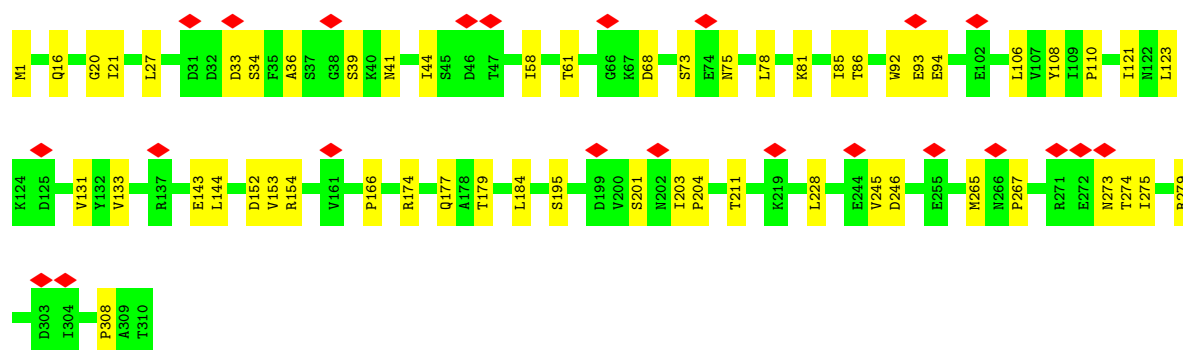 M1 Q16 G20 I21 L27 D31 D32 D33 S34 F35 A36 S37 G38 S39 K40 N41 I44 S45 D46 T47 I58 T61 G66 K67 D68 S73 E74 N75 L78 K81 I85 T86 W92 E93 E94 E102 L106 V107 Y108 I109 P110 I121 N122 L123
K124 D125 V131 Y132 V133 R137 E143 L144 D152 V153 R154 V161 P166 R174 Q177 A178 T179 L184 S195 D199 V200 S201 N202 I203 P204 T211 K219 L228 E244 V245 D246 E255 M265 N266 P267 R271 E272 N273 T274 I275
D303 I304 P308 A309 T310